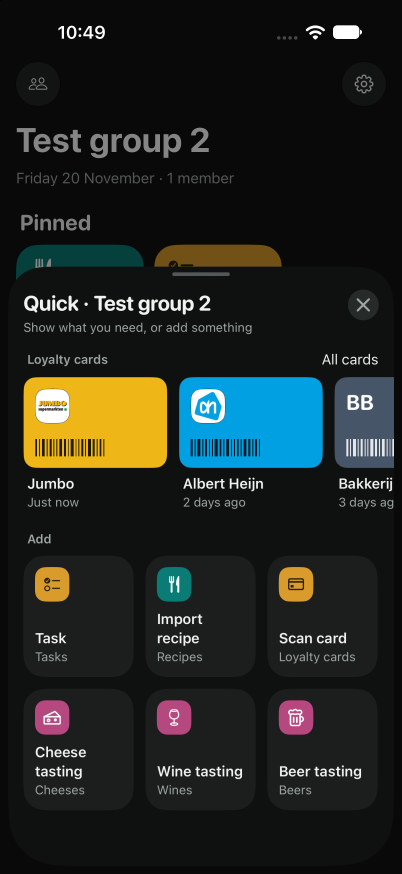 10:49
Test group 2
Friday 20 November · 1 member
Pinned
Quick · Test group 2
Show what you need, or add something
Loyalty cards
All cards
JUMBO
supermarkten
BB
Jumbo
Albert Heijn
Bakkerij
Just now
2 days ago
3 days ag
Add
Task
Tasks
Import
recipe
Recipes
Scan card
Loyalty cards
Cheese
tasting
Cheeses
Wine tasting
Wines
Beer tasting
Beers